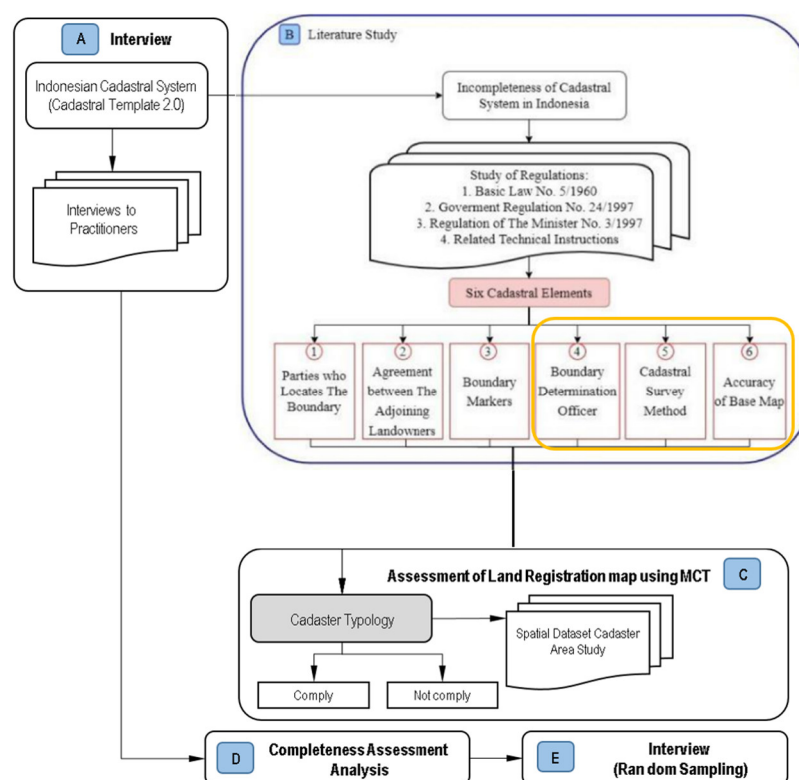 A Interview
Indonesian Cadastral System
(Cadastral Template 2.0)
Interviews to
Practitioners
B Literature Study
Incompleteness of Cadastral
System in Indonesia
Study of Regulations:
1. Basic Law No. 5/1960
2. Goverment Regulation No. 24/1997
3. Regulation of The Minister No. 3/1997
4. Related Technical Instructions
Six Cadastral Elements
1
Parties who
Locates The
Boundary
2
Agreement
between The
Adjoining
Landowners
3
Boundary
Markers
4
Boundary
Determination
Officer
5
Cadastral
Survey
Method
6
Accuracy
of Base Map
Assessment of Land Registration map using MCT C
Cadaster Typology
Spatial Dataset Cadaster
Area Study
Comply
Not comply
D Completeness Assessment
Analysis
E Interview
(Random Sampling)